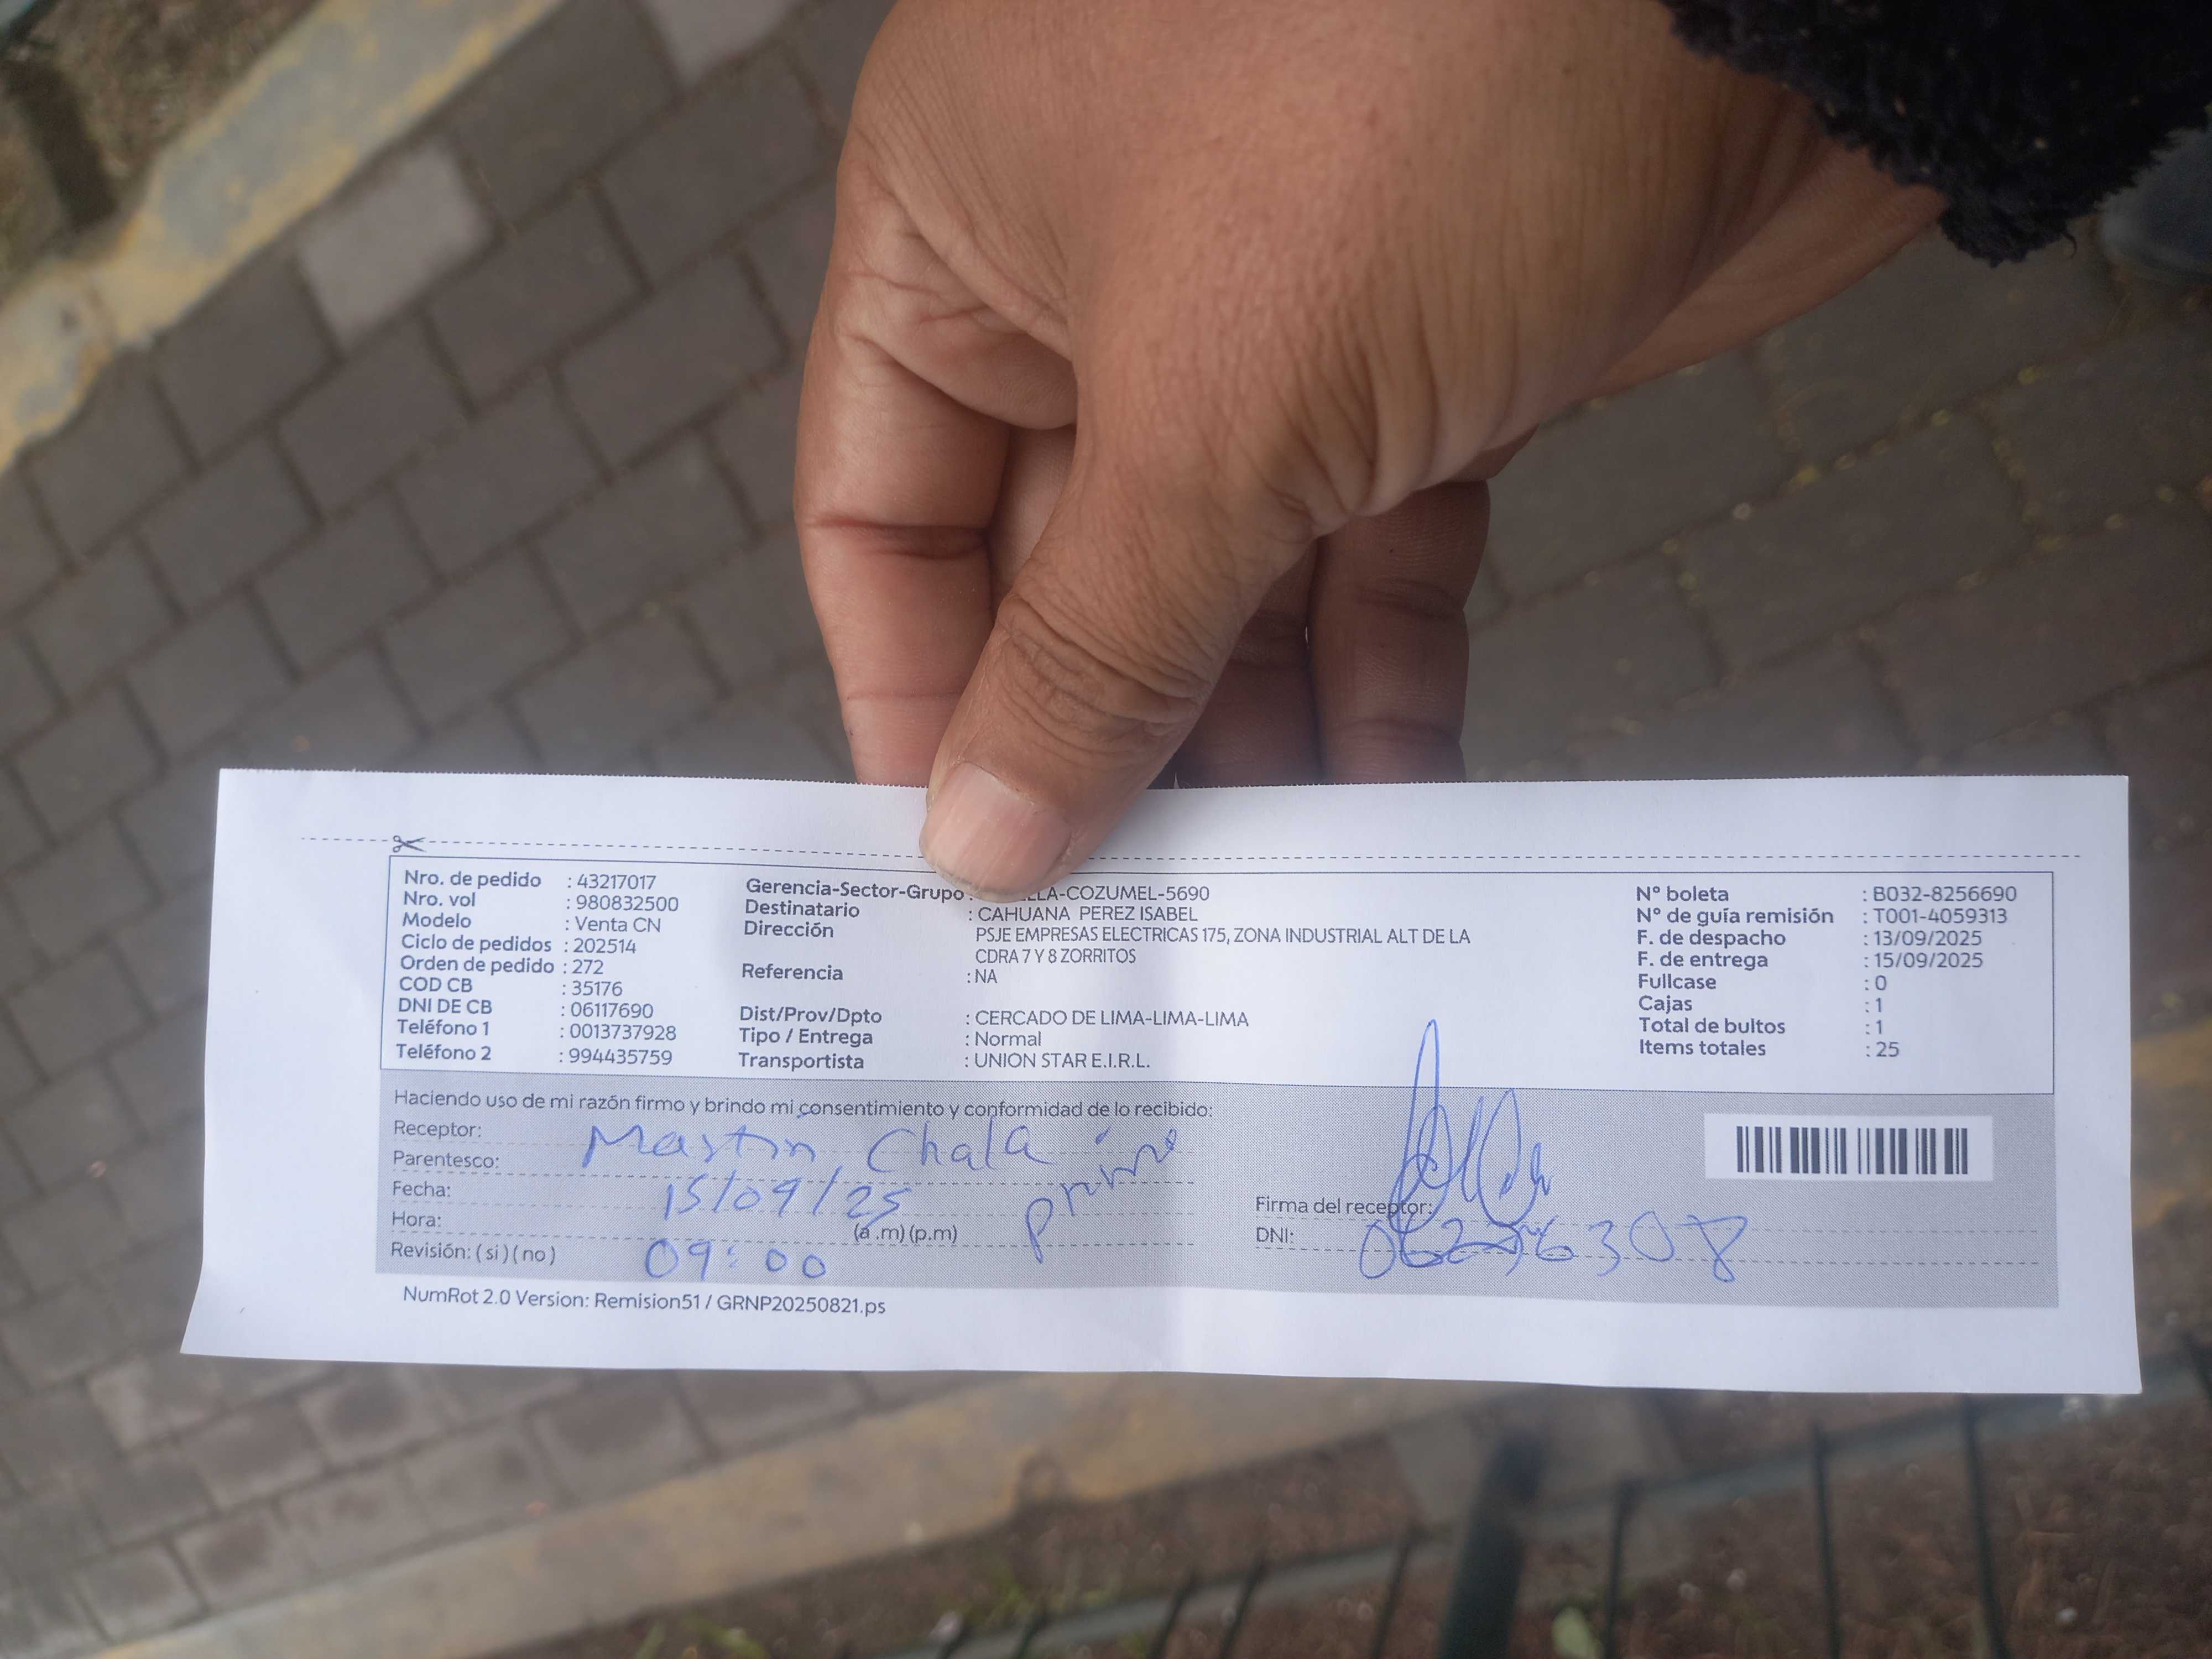 Nro. de pedido : 43217017
Nro. vol : 980832500
Modelo : Venta CN
Ciclo de pedidos : 202514
Orden de pedido : 272
COD CB : 35176
DNI DE CB : 06117690
Teléfono 1 : 0013737928
Teléfono 2 : 994435759
Gerencia-Sector-Grupo : LLA-COZUMEL-5690
Destinatario : CAHUANA PEREZ ISABEL
Dirección PSJE EMPRESAS ELECTRICAS 175, ZONA INDUSTRIAL ALT DE LA
CDRA 7 Y 8 ZORRITOS
Referencia : NA
Dist/Prov/Dpto : CERCADO DE LIMA-LIMA-LIMA
Tipo / Entrega : Normal
Transportista : UNION STAR E.I.R.L.
N° boleta : B032-8256690
N° de guía remisión : T001-4059313
F. de despacho : 13/09/2025
F. de entrega : 15/09/2025
Fullcase : 0
Cajas : 1
Total de bultos : 1
Items totales : 25
Haciendo uso de mi razón firmo y brindo mi consentimiento y conformidad de lo recibido:
Receptor: Martin Chala
Parentesco: primo
Fecha: 15/09/25
Hora: 09:00 (a .m) (p.m)
Revisión: ( si ) ( no )
Firma del receptor:
DNI:
NumRot 2.0 Version: Remision51 / GRNP20250821.ps